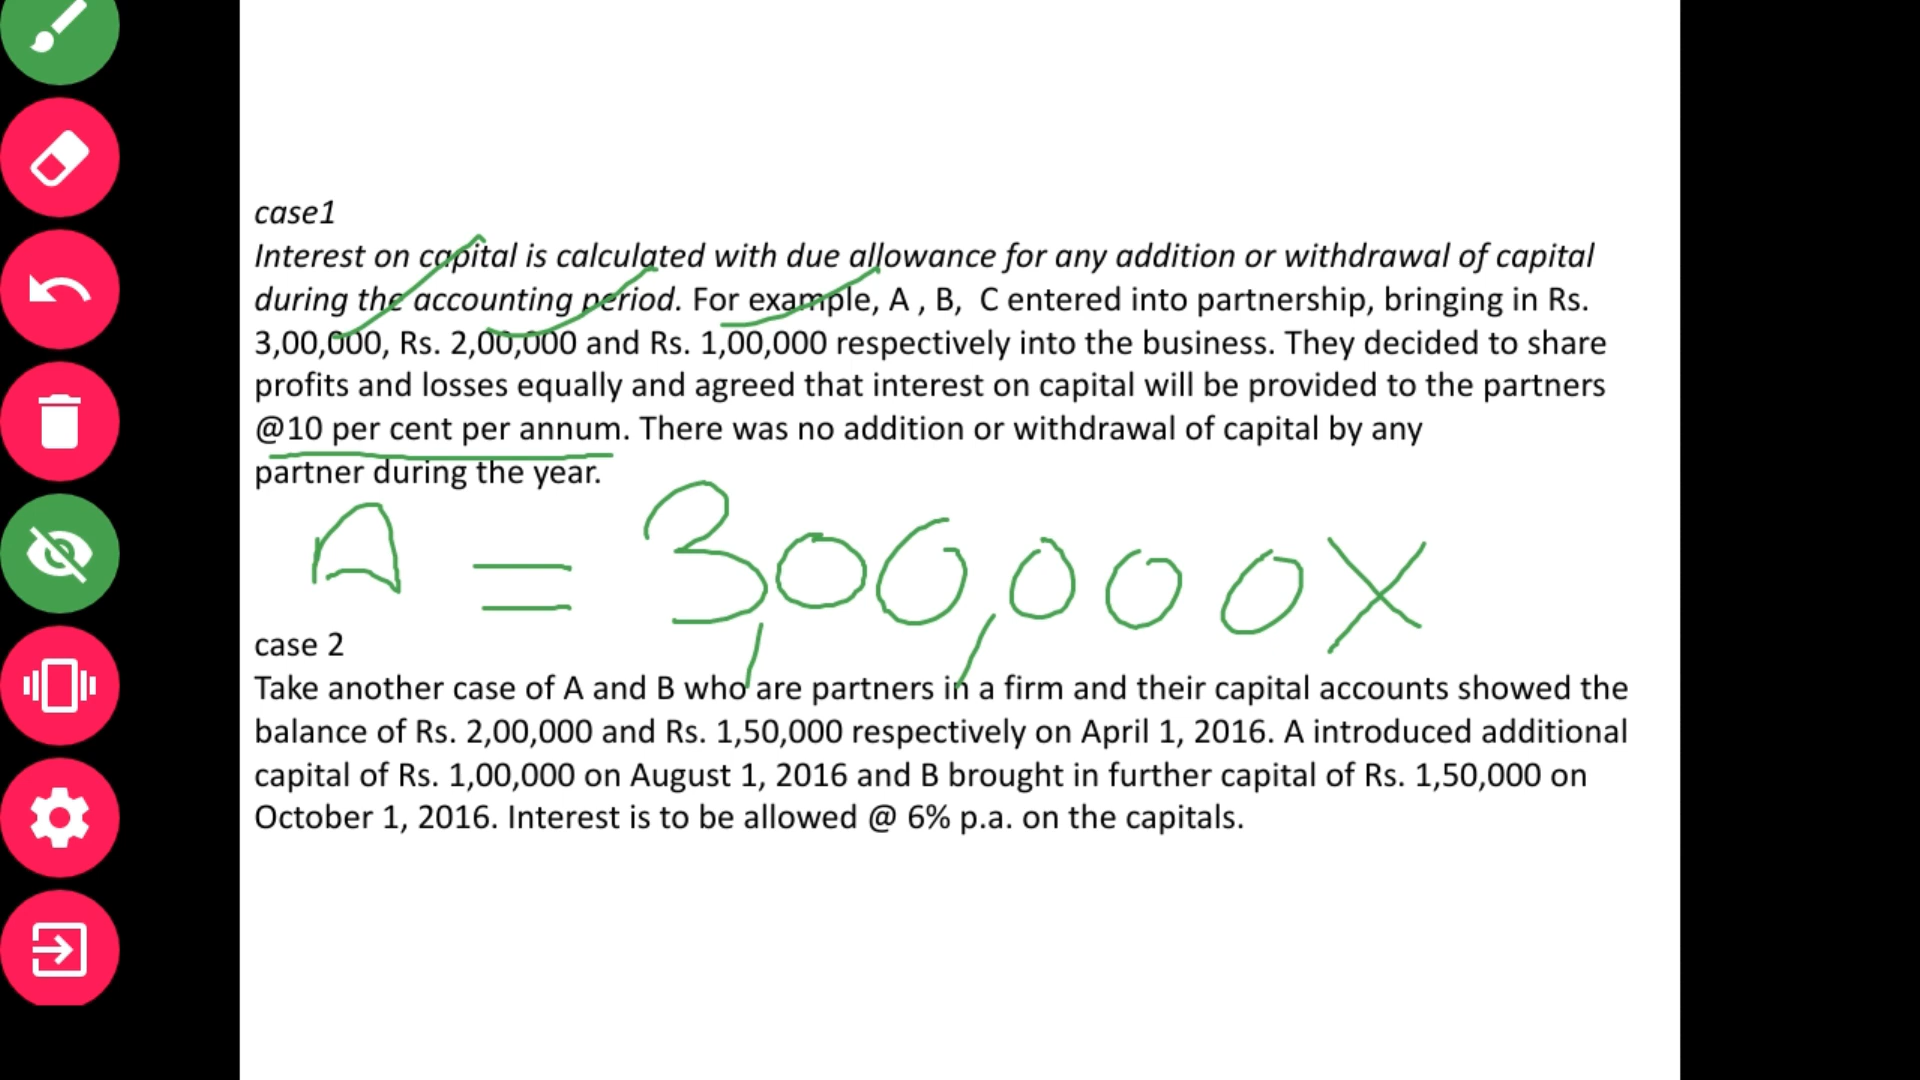 case1
Interest on capital is calculated with due allowance for any addition or withdrawal of capital
during the accounting period. For example, A , B, C entered into partnership, bringing in Rs.
3,00,000, Rs. 2,00,000 and Rs. 1,00,000 respectively into the business. They decided to share
profits and losses equally and agreed that interest on capital will be provided to the partners
@10 per cent per annum. There was no addition or withdrawal of capital by any
partner during the year.
A = 3,00,000X
case 2
Take another case of A and B who are partners in a firm and their capital accounts showed the
balance of Rs. 2,00,000 and Rs. 1,50,000 respectively on April 1, 2016. A introduced additional
capital of Rs. 1,00,000 on August 1, 2016 and B brought in further capital of Rs. 1,50,000 on
October 1, 2016. Interest is to be allowed @ 6% p.a. on the capitals.